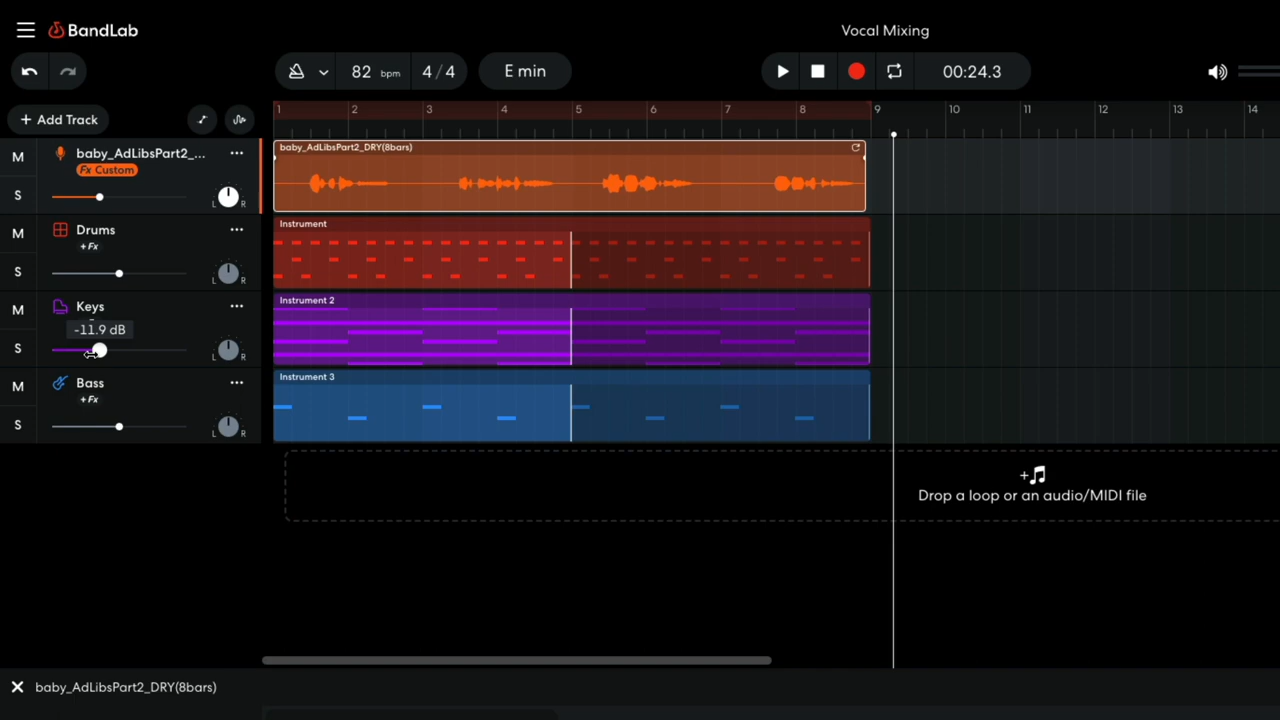 BandLab
Vocal Mixing
82 bpm
4/4
E min
00:24.3
+ Add Track
1 2 3 4 5 6 7 8 9 10 11 12 13 14
M
baby_AdLibsPart2_...
Fx Custom
S
L R
baby_AdLibsPart2_DRY(8bars)
M
Drums
+Fx
S
L R
Instrument
M
Keys
-11.9 dB
S
L R
Instrument 2
M
Bass
+Fx
S
L R
Instrument 3
Drop a loop or an audio/MIDI file
baby_AdLibsPart2_DRY(8bars)